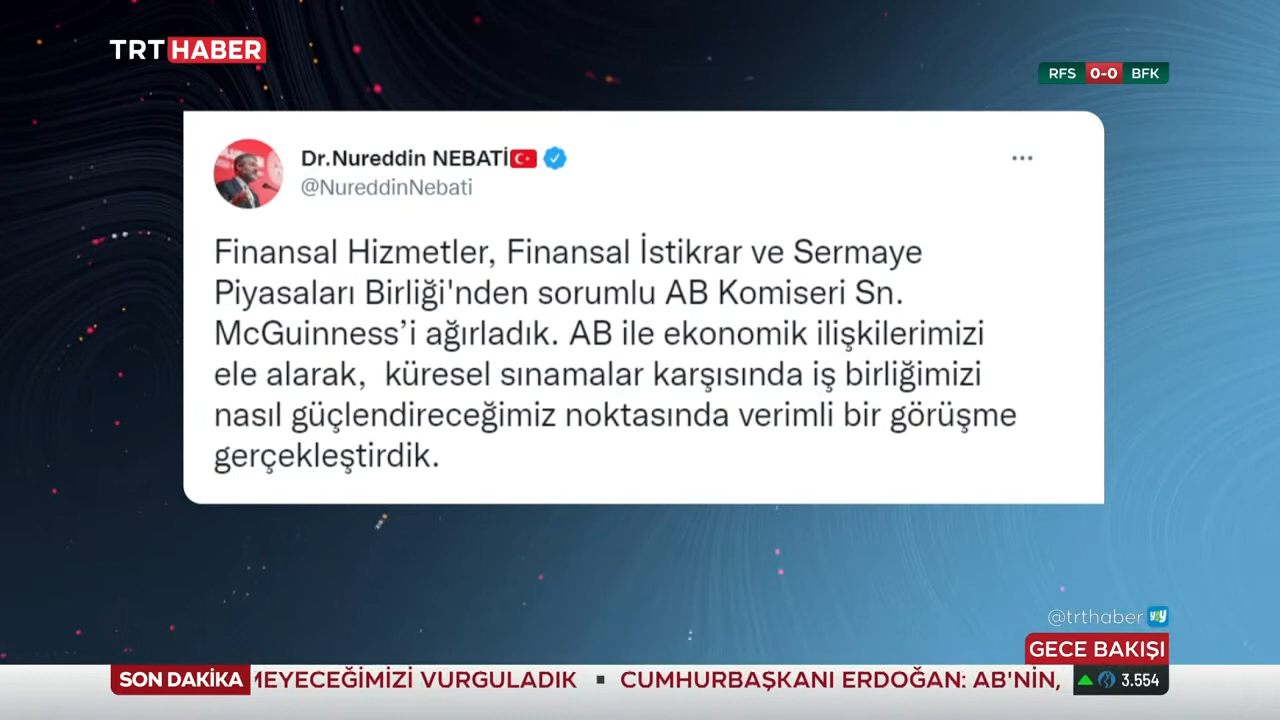 TRT HABER
RFS 0-0 BFK
Dr.Nureddin NEBATİ
@NureddinNebati
Finansal Hizmetler, Finansal İstikrar ve Sermaye
Piyasaları Birliği'nden sorumlu AB Komiseri Sn.
McGuinness’i ağırladık. AB ile ekonomik ilişkilerimizi
ele alarak,  küresel sınamalar karşısında iş birliğimizi
nasıl güçlendireceğimiz noktasında verimli bir görüşme
gerçekleştirdik.
@trthaber
GECE BAKIŞI
SON DAKİKA MEYECEĞİMİZİ VURGULADIK ▪ CUMHURBAŞKANI ERDOĞAN: AB'NİN, 3.554